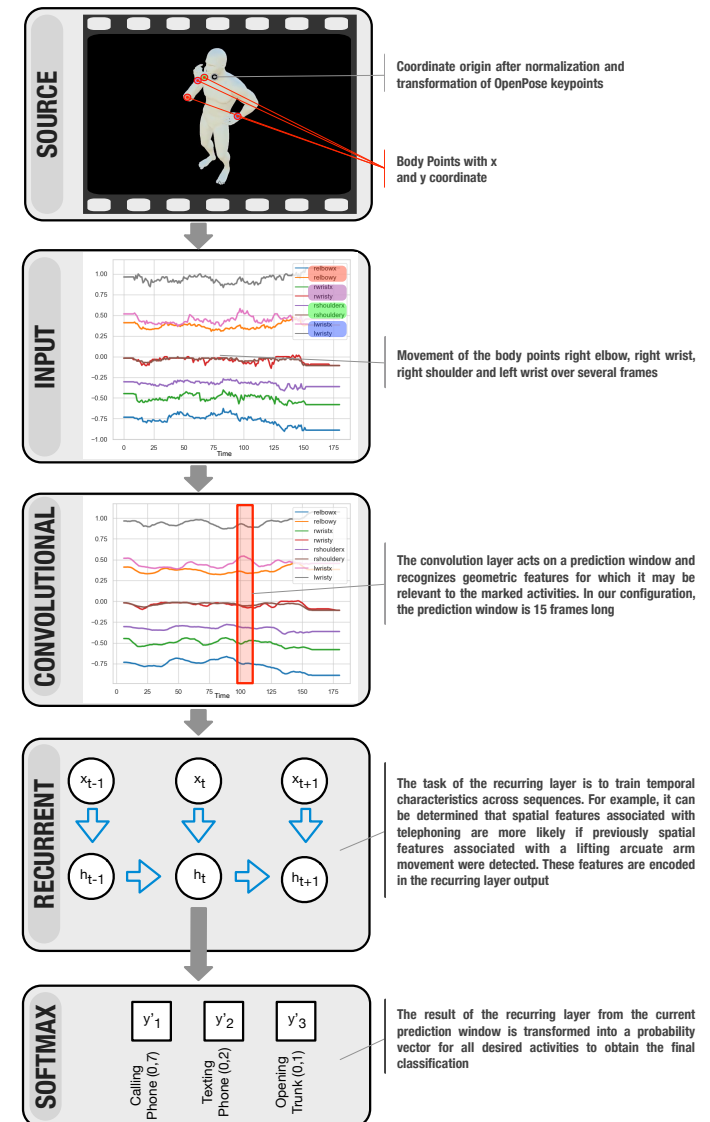 SOURCE
Coordinate origin after normalization and
transformation of OpenPose keypoints
Body Points with x
and y coordinate
INPUT
1.00
0.75
0.50
0.25
0.00
−0.25
−0.50
−0.75
−1.00
0 25 50 75 100 125 150 175
Time
relbowx
relbowy
rwristx
rwristy
rshoulderx
rshouldery
lwristx
lwristy
Movement of the body points right elbow, right wrist,
right shoulder and left wrist over several frames
CONVOLUTIONAL
1.00
0.75
0.50
0.25
0.00
−0.25
−0.50
−0.75
0 25 50 75 100 125 150 175
Time
relbowx
relbowy
rwristx
rwristy
rshoulderx
rshouldery
lwristx
lwristy
The convolution layer acts on a prediction window and
recognizes geometric features for which it may be
relevant to the marked activities. In our configuration,
the prediction window is 15 frames long
RECURRENT
xt-1 xt xt+1
ht-1 ht ht+1
The task of the recurring layer is to train temporal
characteristics across sequences. For example, it can
be determined that spatial features associated with
telephoning are more likely if previously spatial
features associated with a lifting arcuate arm
movement were detected. These features are encoded
in the recurring layer output
SOFTMAX
y'1 y'2 y'3
Calling
Phone (0,7)
Texting
Phone (0,2)
Opening
Trunk (0,1)
The result of the recurring layer from the current
prediction window is transformed into a probability
vector for all desired activities to obtain the final
classification